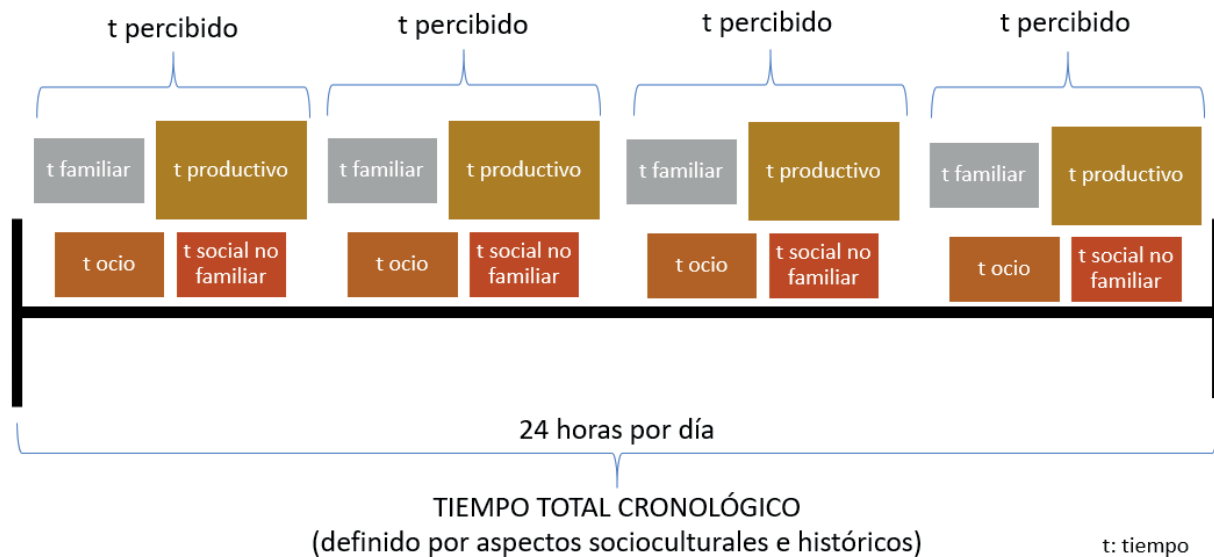 t percibido
t percibido
t percibido
t percibido
t familiar
t productivo
t familiar
t productivo
t familiar
t productivo
t familiar
t productivo
t ocio
t social no
familiar
t ocio
t social no
familiar
t ocio
t social no
familiar
t ocio
t social no
familiar
24 horas por día
TIEMPO TOTAL CRONOLÓGICO
(definido por aspectos socioculturales e históricos)
t: tiempo